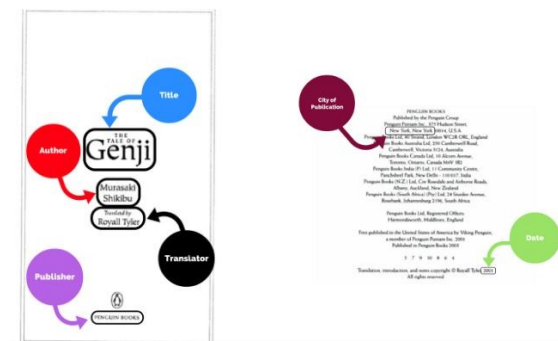 Title
THE
TALE OF
Genji
Author
Murasaki
Shikibu
Translated by
Royall Tyler
Translator
Publisher
PENGUIN BOOKS
City of
Publication
PENGUIN BOOKS
Published by the Penguin Group
Penguin Putnam Inc., 375 Hudson Street,
New York, New York 10014, U.S.A.
Books Ltd, 80 Strand, London WC2R 0RL, England
Books Australia Ltd, 250 Camberwell Road,
Camberwell, Victoria 3124, Australia
Penguin Books Canada Ltd, 10 Alcorn Avenue,
Toronto, Ontario, Canada M4V 3B2
Penguin Books India (P) Ltd, 11 Community Centre,
Panchsheel Park, New Delhi - 110 017, India
Penguin Books (N.Z.) Ltd, Cnr Rosedale and Airborne Roads,
Albany, Auckland, New Zealand
Penguin Books (South Africa) (Pty) Ltd, 24 Sturdee Avenue,
Rosebank, Johannesburg 2196, South Africa
Penguin Books Ltd, Registered Offices:
Harmondsworth, Middlesex, England
First published in the United States of America by Viking Penguin,
a member of Penguin Putnam Inc. 2001
Published in Penguin Books 2003
Date
Translation, introduction, and notes copyright © Royall Tyler, 2001
All rights reserved